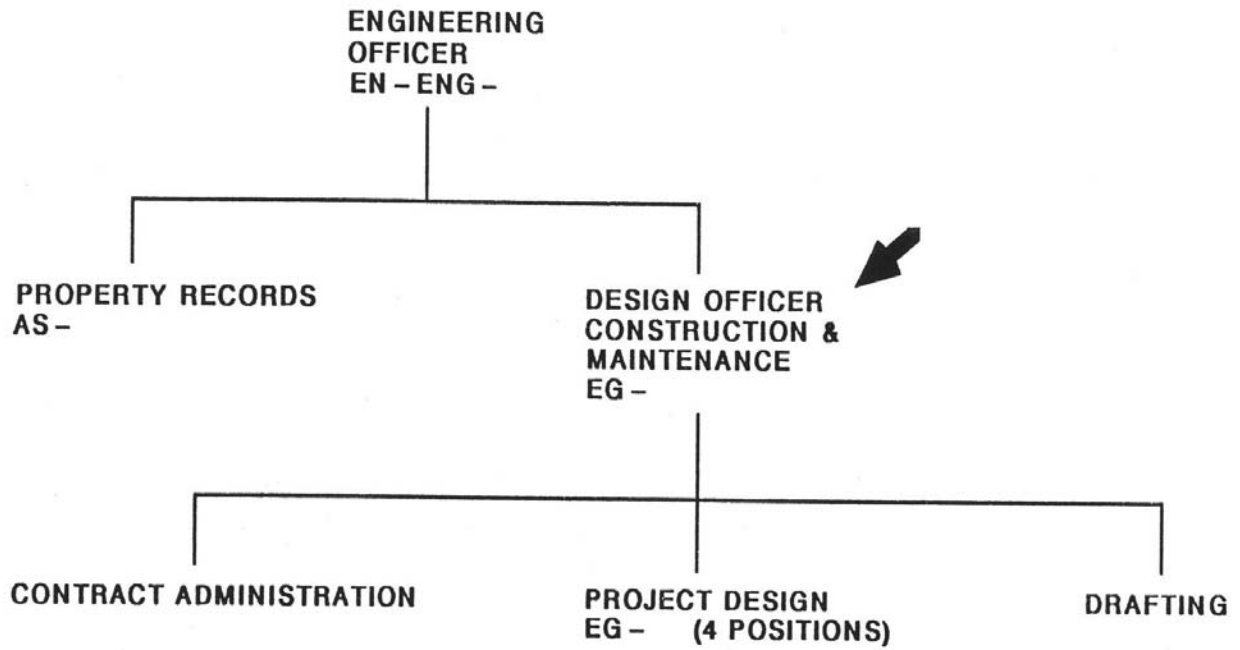 ENGINEERING
OFFICER
EN – ENG –
PROPERTY RECORDS
AS –
DESIGN OFFICER
CONSTRUCTION &
MAINTENANCE
EG –
CONTRACT ADMINISTRATION
PROJECT DESIGN
EG – (4 POSITIONS)
DRAFTING